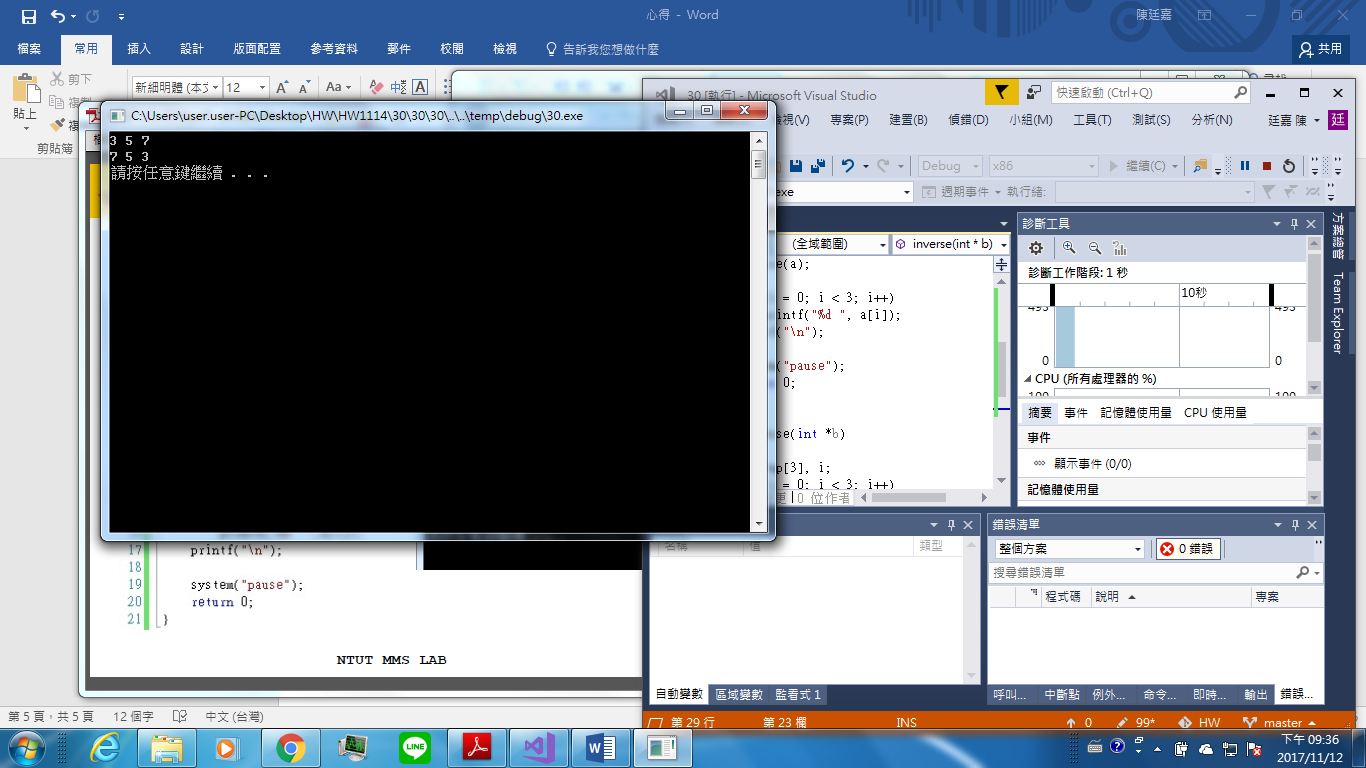 心得 - Word
陳廷嘉
檔案 常用 插入 設計 版面配置 參考資料 郵件 校閱 檢視 告訴我您想做什麼 共用
貼上
剪下
剪貼簿
新細明體 (本文 12
30 [執行] - Microsoft Visual Studio
快速啟動 (Ctrl+Q)
專案(P) 建置(B) 偵錯(D) 小組(M) 工具(T) 測試(S) 分析(N) 廷嘉 陳 廷
Debug x86 繼續(C)
週期事件 執行緒:
C:\Users\user.user-PC\Desktop\HW\HW1114\30\30\30\..\..\temp\debug\30.exe
3 5 7
7 5 3
請按任意鍵繼續 . . .
(全域範圍) inverse(int * b)
e(a);
= 0; i < 3; i++)
intf("%d ", a[i]);
("\n");
("pause");
0;
se(int *b)
p[3], i;
= 0; i < 3; i++)
0 位作者
診斷工具
診斷工作階段: 1 秒
10秒
0 0
CPU (所有處理器的 %)
100 100
摘要 事件 記憶體使用量 CPU 使用量
事件
顯示事件 (0/0)
記憶體使用量
方案總管
Team Explorer
名稱 值 類型
自動變數 區域變數 監看式 1
錯誤清單
整個方案 0 錯誤
搜尋錯誤清單
程式碼 說明 專案
呼叫... 中斷點 例外... 命令... 即時... 輸出 錯誤...
17 printf("\n");
18
19 system("pause");
20 return 0;
21 }
NTUT MMS LAB
第 5 頁，共 5 頁 12 個字 中文 (台灣)
第 29 行 第 23 欄 INS 0 99* HW master
LINE
下午 09:36
2017/11/12